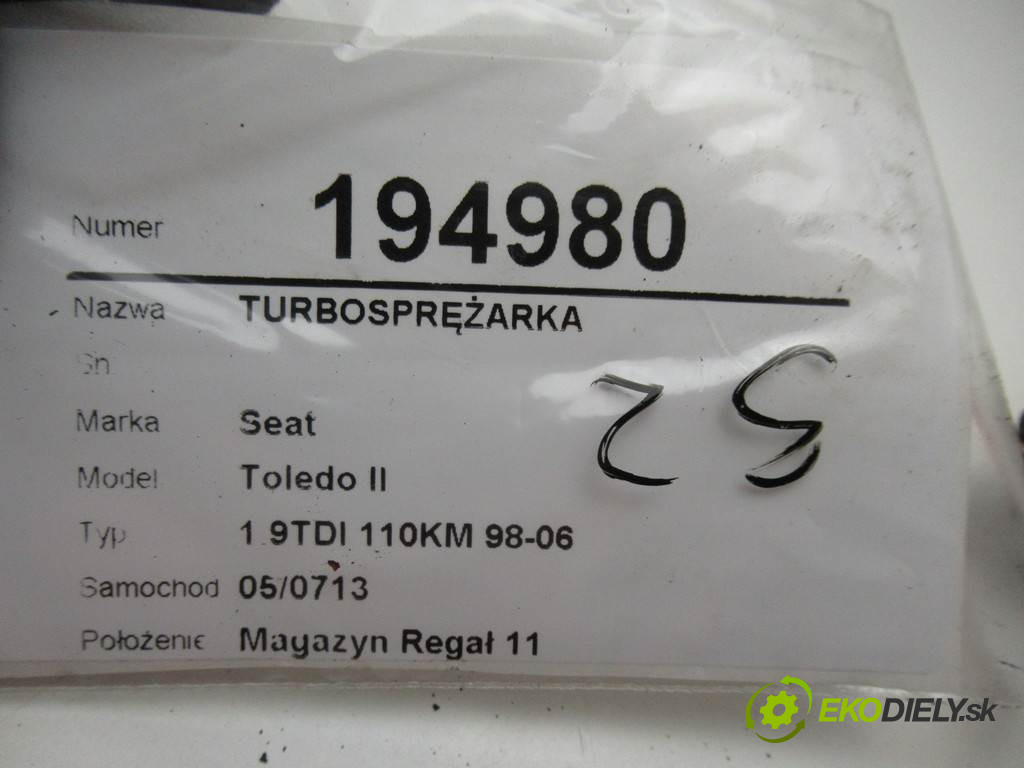 Numer 194980
Nazwa TURBOSPRĘŻARKA
Sn
Marka Seat
Model Toledo II
Typ 1.9TDI 110KM 98-06
Samochod 05/0713
Położenie Magazyn Regał 11
EKODIELY.sk